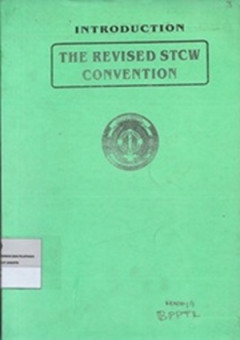 INTRODUCTION
THE REVISED STCW
CONVENTION
BPPTL